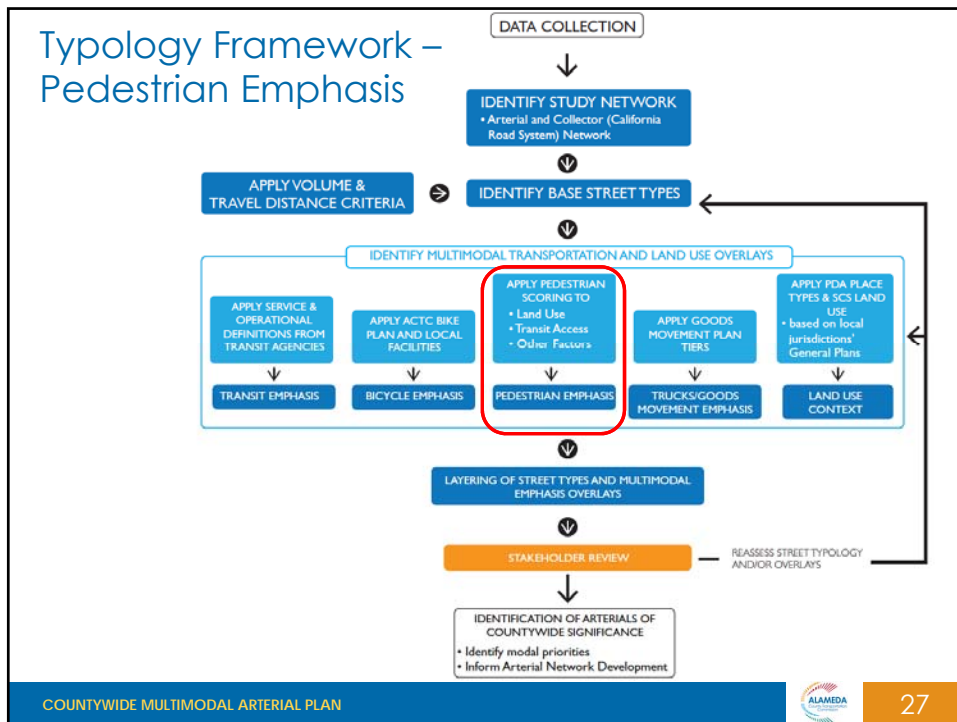 Typology Framework –
Pedestrian Emphasis
DATA COLLECTION
IDENTIFY STUDY NETWORK
• Arterial and Collector (California
Road System) Network
APPLY VOLUME &
TRAVEL DISTANCE CRITERIA
IDENTIFY BASE STREET TYPES
IDENTIFY MULTIMODAL TRANSPORTATION AND LAND USE OVERLAYS
APPLY SERVICE &
OPERATIONAL
DEFINITIONS FROM
TRANSIT AGENCIES
TRANSIT EMPHASIS
APPLY ACTC BIKE
PLAN AND LOCAL
FACILITIES
BICYCLE EMPHASIS
APPLY PEDESTRIAN
SCORING TO
• Land Use
• Transit Access
• Other Factors
PEDESTRIAN EMPHASIS
APPLY GOODS
MOVEMENT PLAN
TIERS
TRUCKS/GOODS
MOVEMENT EMPHASIS
APPLY PDA PLACE
TYPES & SCS LAND
USE
• based on local
jurisdictions'
General Plans
LAND USE
CONTEXT
LAYERING OF STREET TYPES AND MULTIMODAL
EMPHASIS OVERLAYS
STAKEHOLDER REVIEW
REASSESS STREET TYPOLOGY
AND/OR OVERLAYS
IDENTIFICATION OF ARTERIALS OF
COUNTYWIDE SIGNIFICANCE
• Identify modal priorities
• Inform Arterial Network Development
COUNTYWIDE MULTIMODAL ARTERIAL PLAN
ALAMEDA
27